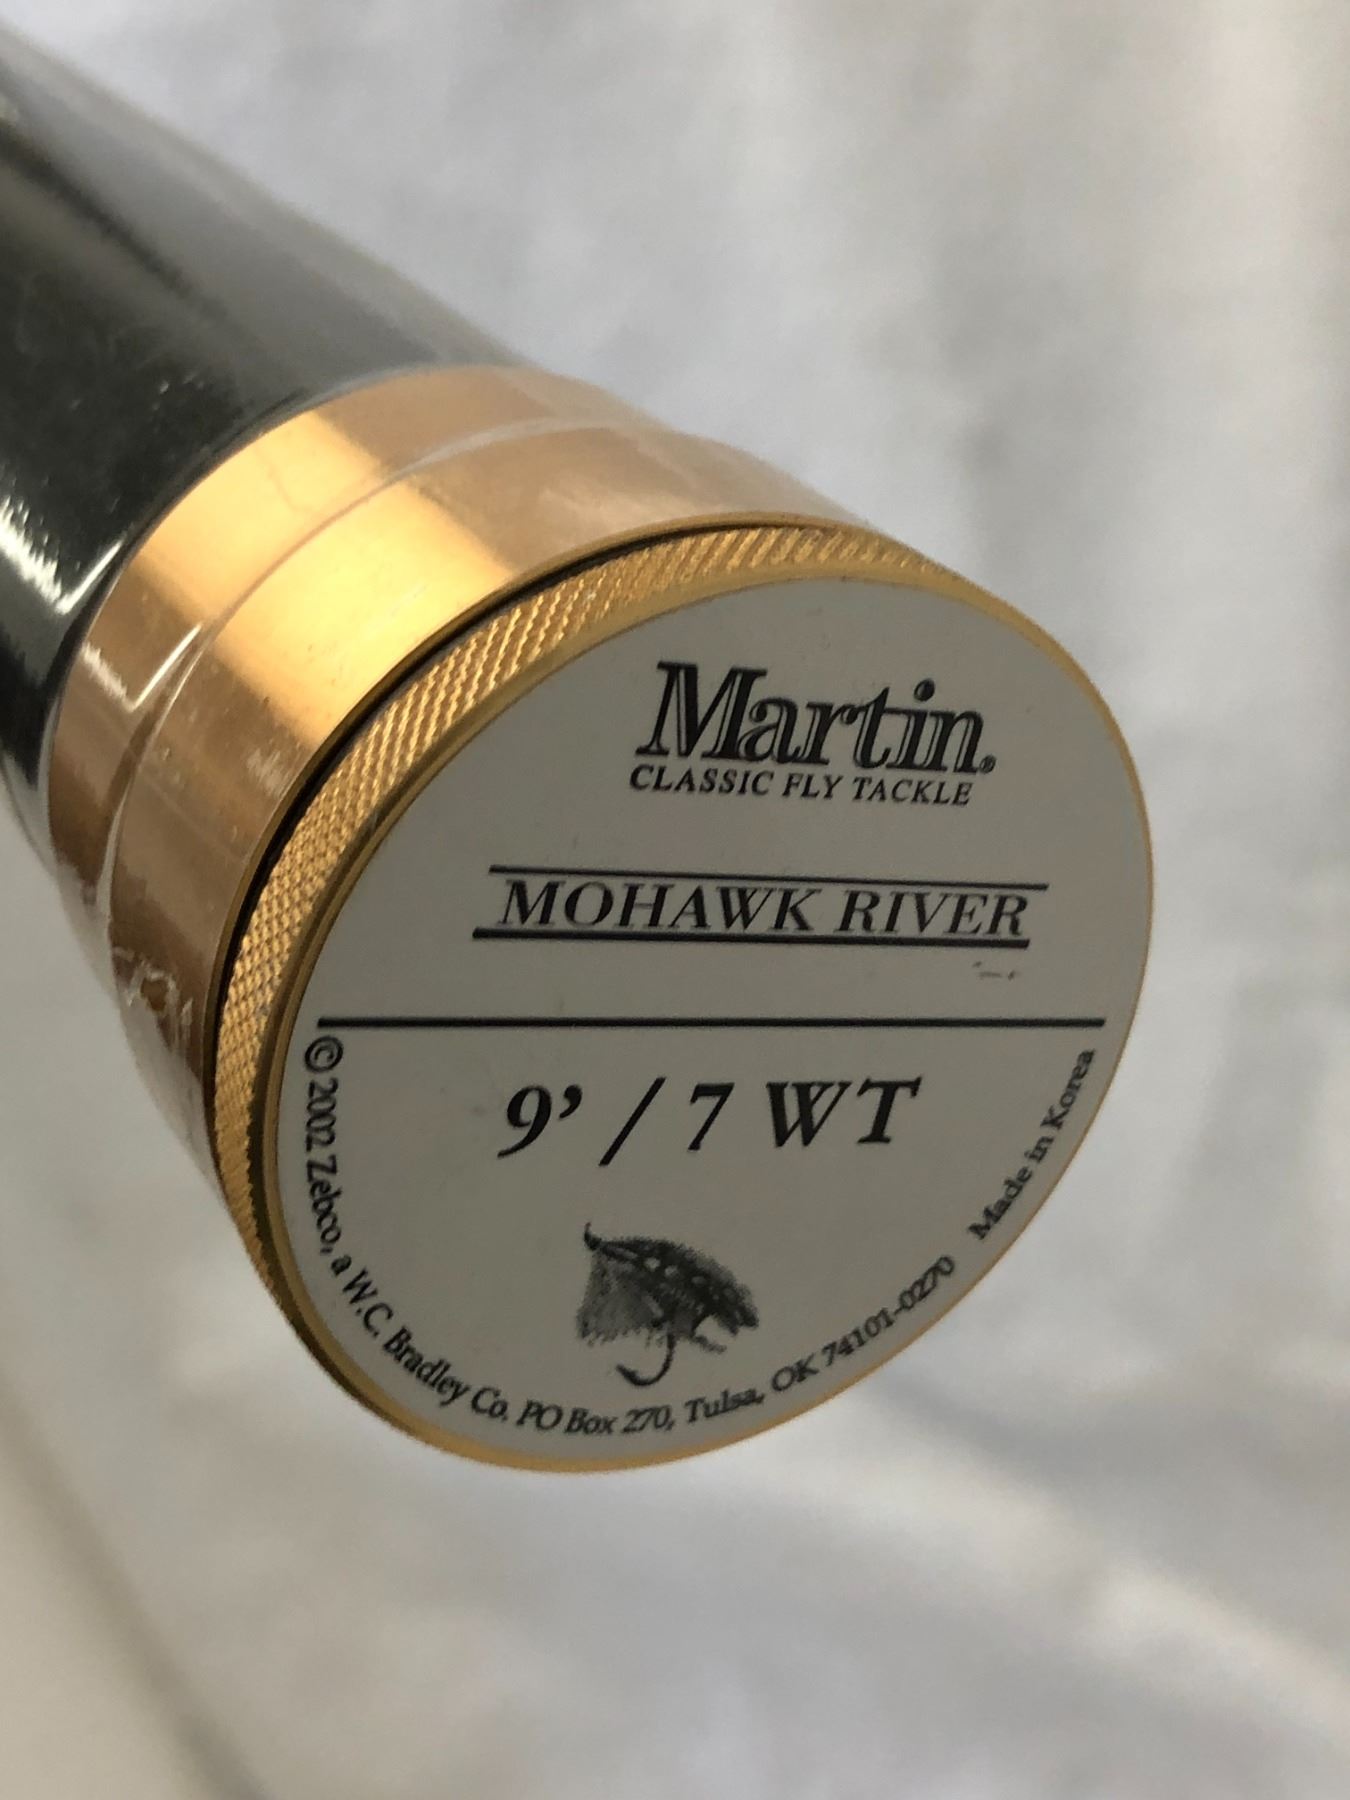 Martin.
CLASSIC FLY TACKLE
MOHAWK RIVER
9' / 7 WT
© 2002 Zebco, a W.C. Bradley Co. PO Box 270, Tulsa, OK 74101-0270 Made in Korea